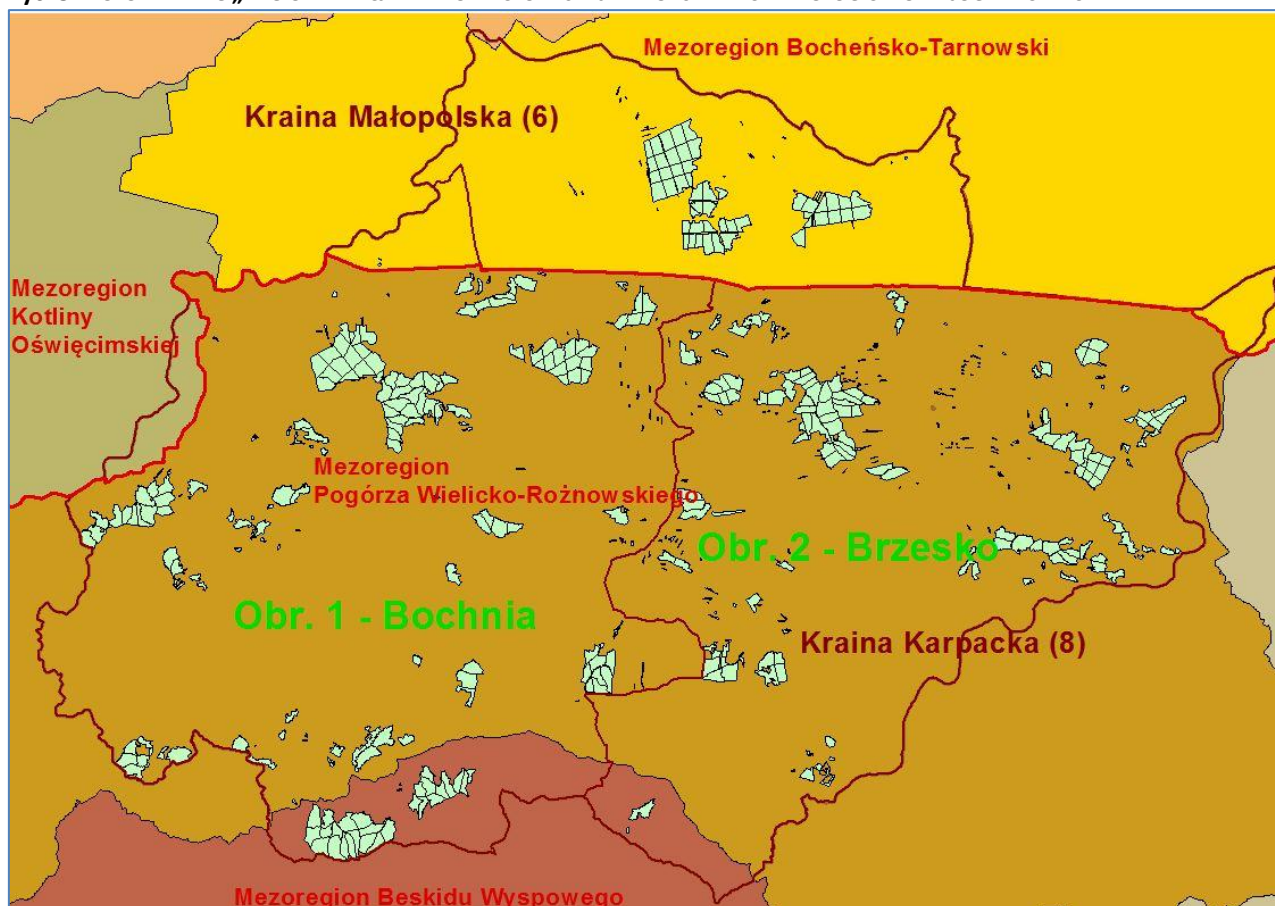 Mezoregion Bocheńsko-Tarnowski
Kraina Małopolska (6)
Mezoregion
Kotliny
Oświęcimskiej
Mezoregion
Pogórza Wielicko-Rożnowskiego
Obr. 2 - Brzesko
Obr. 1 - Bochnia
Kraina Karpacka (8)
Mezoregion Beskidu Wyspowego